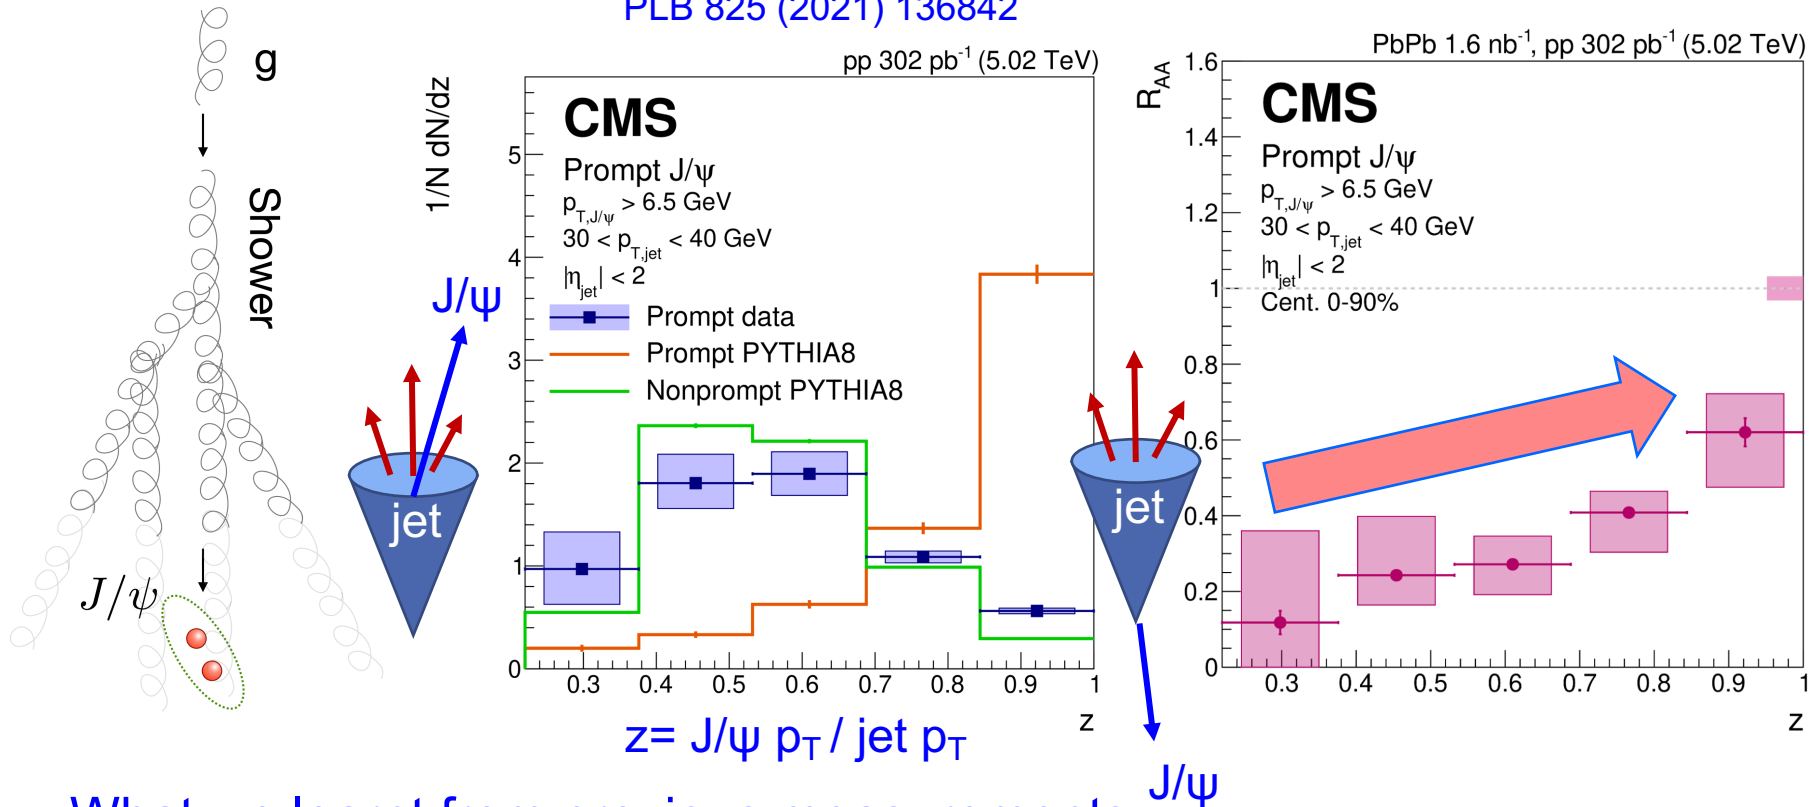 PLB 825 (2021) 136842
g
Shower
J/ψ
J/ψ
jet
pp 302 pb⁻¹ (5.02 TeV)
1/N dN/dz
CMS
Prompt J/ψ
p_T,J/ψ > 6.5 GeV
30 < p_T,jet < 40 GeV
|η_jet| < 2
Prompt data
Prompt PYTHIA8
Nonprompt PYTHIA8
5
4
3
2
1
0
0.3 0.4 0.5 0.6 0.7 0.8 0.9 1
z
z= J/ψ p_T / jet p_T
jet
J/ψ
PbPb 1.6 nb⁻¹, pp 302 pb⁻¹ (5.02 TeV)
R_AA
CMS
Prompt J/ψ
p_T,J/ψ > 6.5 GeV
30 < p_T,jet < 40 GeV
|η_jet| < 2
Cent. 0-90%
1.6
1.4
1.2
1
0.8
0.6
0.4
0.2
0
0.3 0.4 0.5 0.6 0.7 0.8 0.9 1
z